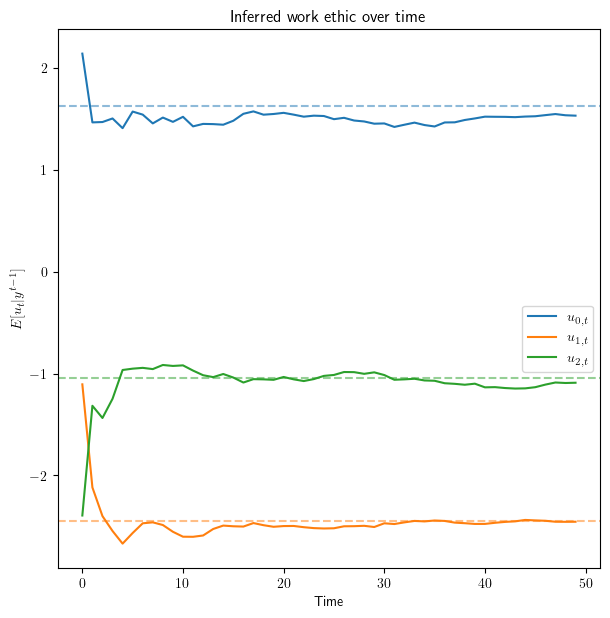 Inferred work ethic over time
2
1
0
−1
−2
E[u_t|y^{t−1}]
u_{0,t}
u_{1,t}
u_{2,t}
0 10 20 30 40 50
Time